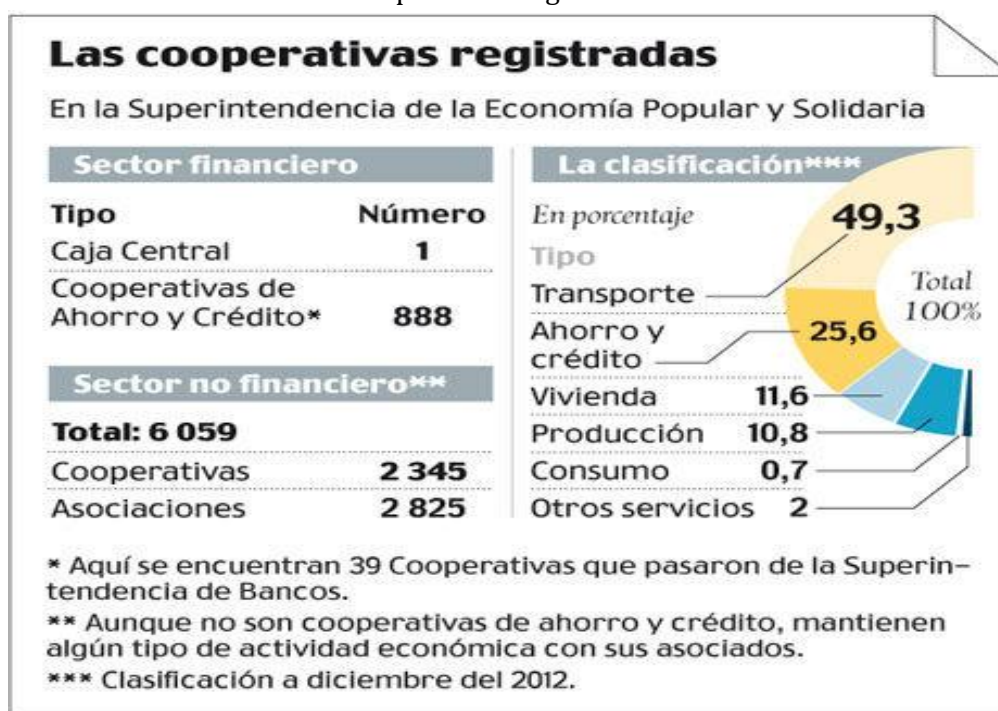 Las cooperativas registradas
En la Superintendencia de la Economía Popular y Solidaria
Sector financiero
Tipo Número
Caja Central 1
Cooperativas de
Ahorro y Crédito* 888
Sector no financiero**
Total: 6 059
Cooperativas 2 345
Asociaciones 2 825
La clasificación***
En porcentaje
Tipo
Transporte 49,3
Ahorro y
crédito 25,6
Vivienda 11,6
Producción 10,8
Consumo 0,7
Otros servicios 2
Total
100%
* Aquí se encuentran 39 Cooperativas que pasaron de la Superin-
tendencia de Bancos.
** Aunque no son cooperativas de ahorro y crédito, mantienen
algún tipo de actividad económica con sus asociados.
*** Clasificación a diciembre del 2012.